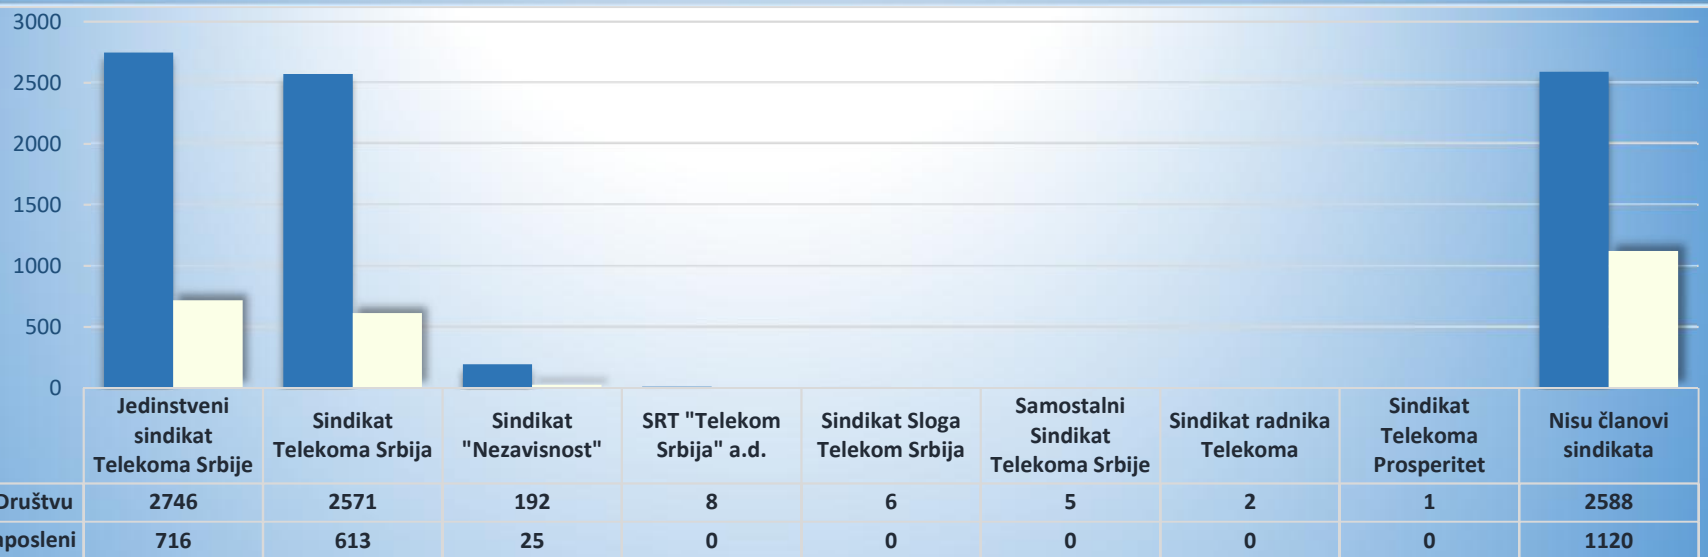 3000
2500
2000
1500
1000
500
0
Jedinstveni
sindikat
Telekoma Srbije
Sindikat
Telekoma Srbija
Sindikat
"Nezavisnost"
SRT "Telekom
Srbija" a.d.
Sindikat Sloga
Telekom Srbija
Samostalni
Sindikat
Telekoma Srbije
Sindikat radnika
Telekoma
Sindikat
Telekoma
Prosperitet
Nisu članovi
sindikata
Društvu 2746 2571 192 8 6 5 2 1 2588
aposleni 716 613 25 0 0 0 0 0 1120